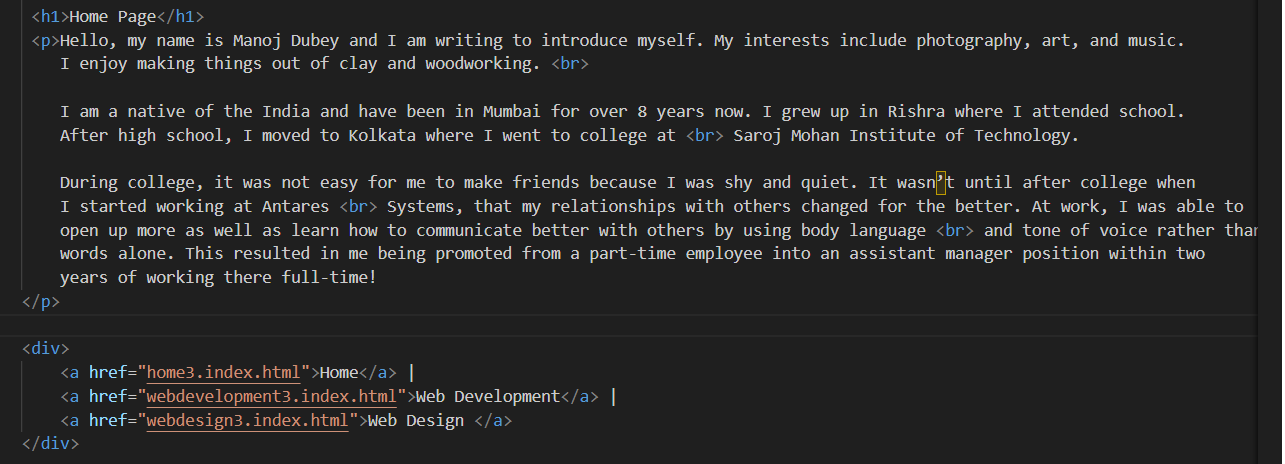 <h1>Home Page</h1>
<p>Hello, my name is Manoj Dubey and I am writing to introduce myself. My interests include photography, art, and music.
I enjoy making things out of clay and woodworking. <br>
I am a native of the India and have been in Mumbai for over 8 years now. I grew up in Rishra where I attended school.
After high school, I moved to Kolkata where I went to college at <br> Saroj Mohan Institute of Technology.
During college, it was not easy for me to make friends because I was shy and quiet. It wasn’t until after college when
I started working at Antares <br> Systems, that my relationships with others changed for the better. At work, I was able to
open up more as well as learn how to communicate better with others by using body language <br> and tone of voice rather than
words alone. This resulted in me being promoted from a part-time employee into an assistant manager position within two
years of working there full-time!
</p>
<div>
<a href="home3.index.html">Home</a> |
<a href="webdevelopment3.index.html">Web Development</a> |
<a href="webdesign3.index.html">Web Design </a>
</div>